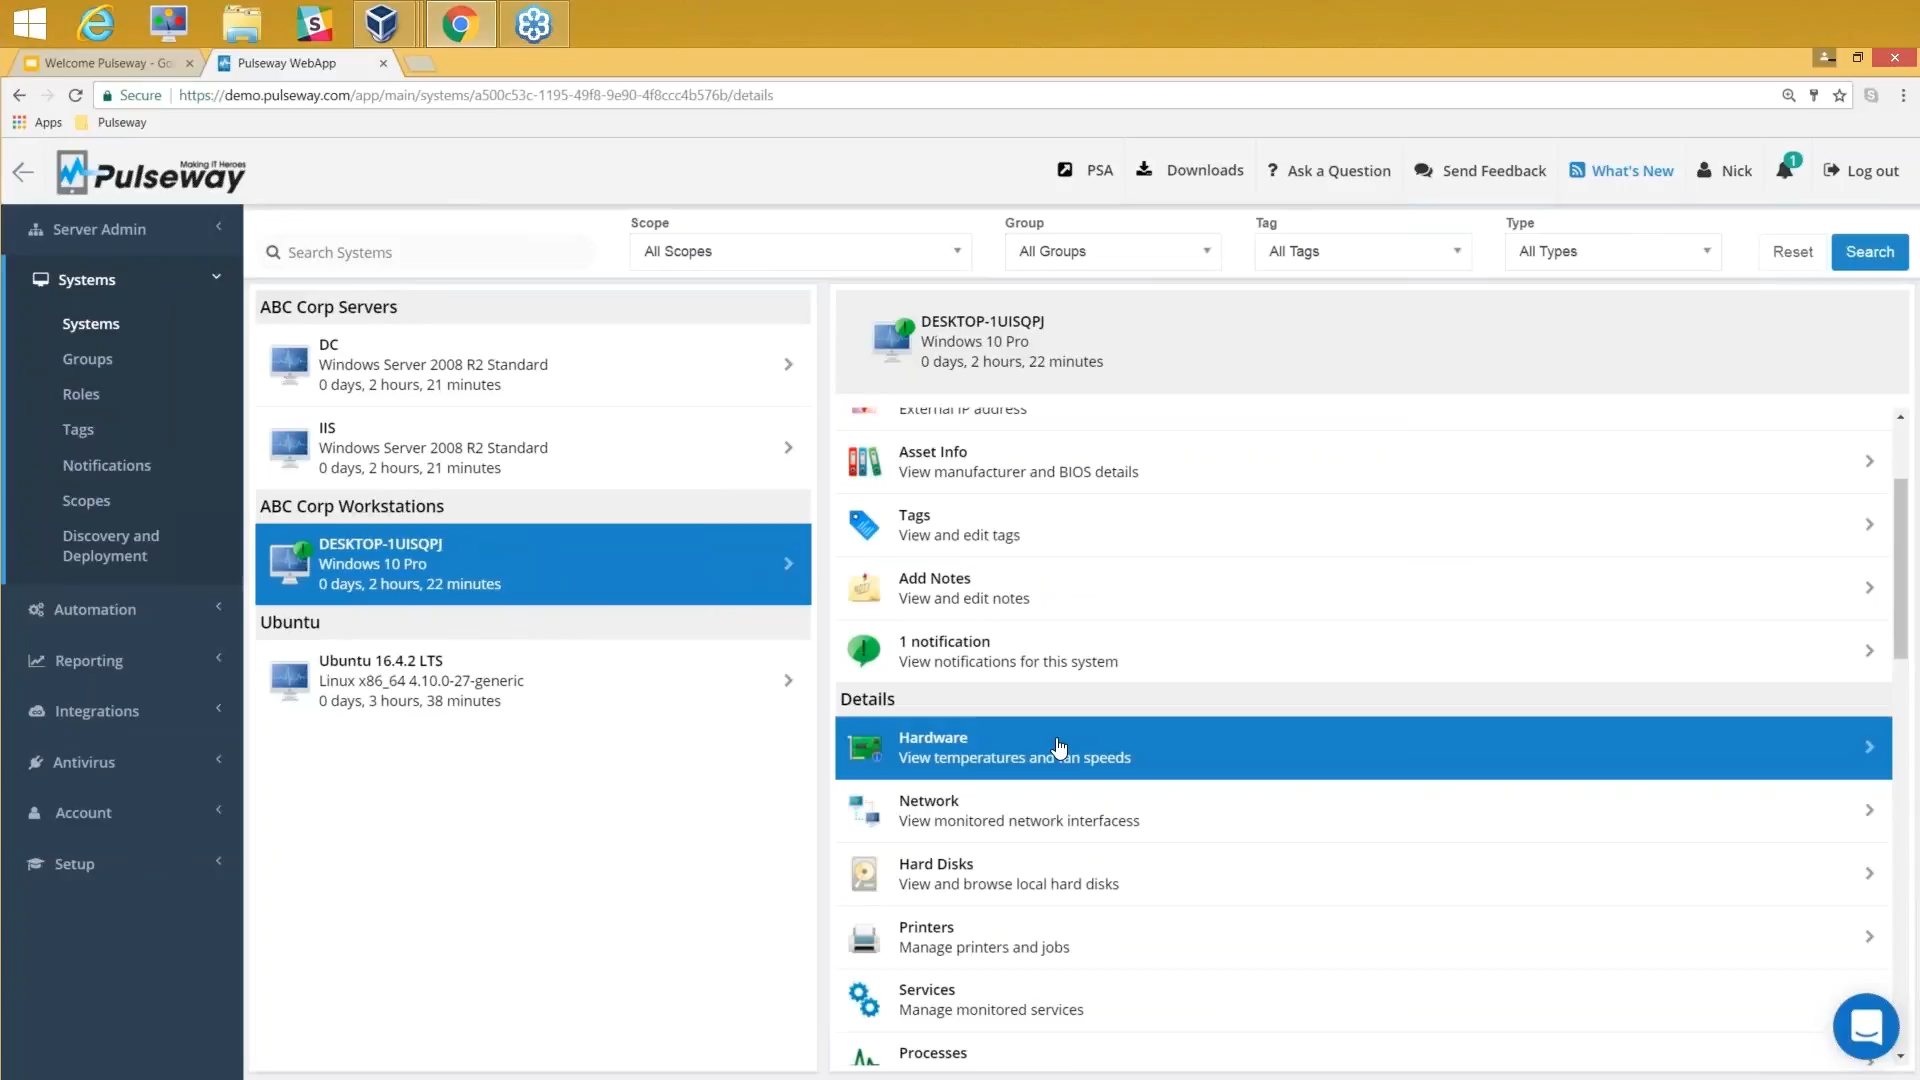 Welcome Pulseway - Go
Pulseway WebApp
Secure
https://demo.pulseway.com/app/main/systems/a500c53c-1195-49f8-9e90-4f8ccc4b576b/details
Apps
Pulseway
Making IT Heroes
Pulseway
PSA
Downloads
? Ask a Question
Send Feedback
What's New
Nick
1
Log out
Server Admin
Systems
Systems
Groups
Roles
Tags
Notifications
Scopes
Discovery and
Deployment
Automation
Reporting
Integrations
Antivirus
Account
Setup
Search Systems
Scope
All Scopes
Group
All Groups
Tag
All Tags
Type
All Types
Reset
Search
ABC Corp Servers
DC
Windows Server 2008 R2 Standard
0 days, 2 hours, 21 minutes
IIS
Windows Server 2008 R2 Standard
0 days, 2 hours, 21 minutes
ABC Corp Workstations
DESKTOP-1UISQPJ
Windows 10 Pro
0 days, 2 hours, 22 minutes
Ubuntu
Ubuntu 16.4.2 LTS
Linux x86_64 4.10.0-27-generic
0 days, 3 hours, 38 minutes
DESKTOP-1UISQPJ
Windows 10 Pro
0 days, 2 hours, 22 minutes
External IP address
Asset Info
View manufacturer and BIOS details
Tags
View and edit tags
Add Notes
View and edit notes
1 notification
View notifications for this system
Details
Hardware
View temperatures and fan speeds
Network
View monitored network interfacess
Hard Disks
View and browse local hard disks
Printers
Manage printers and jobs
Services
Manage monitored services
Processes